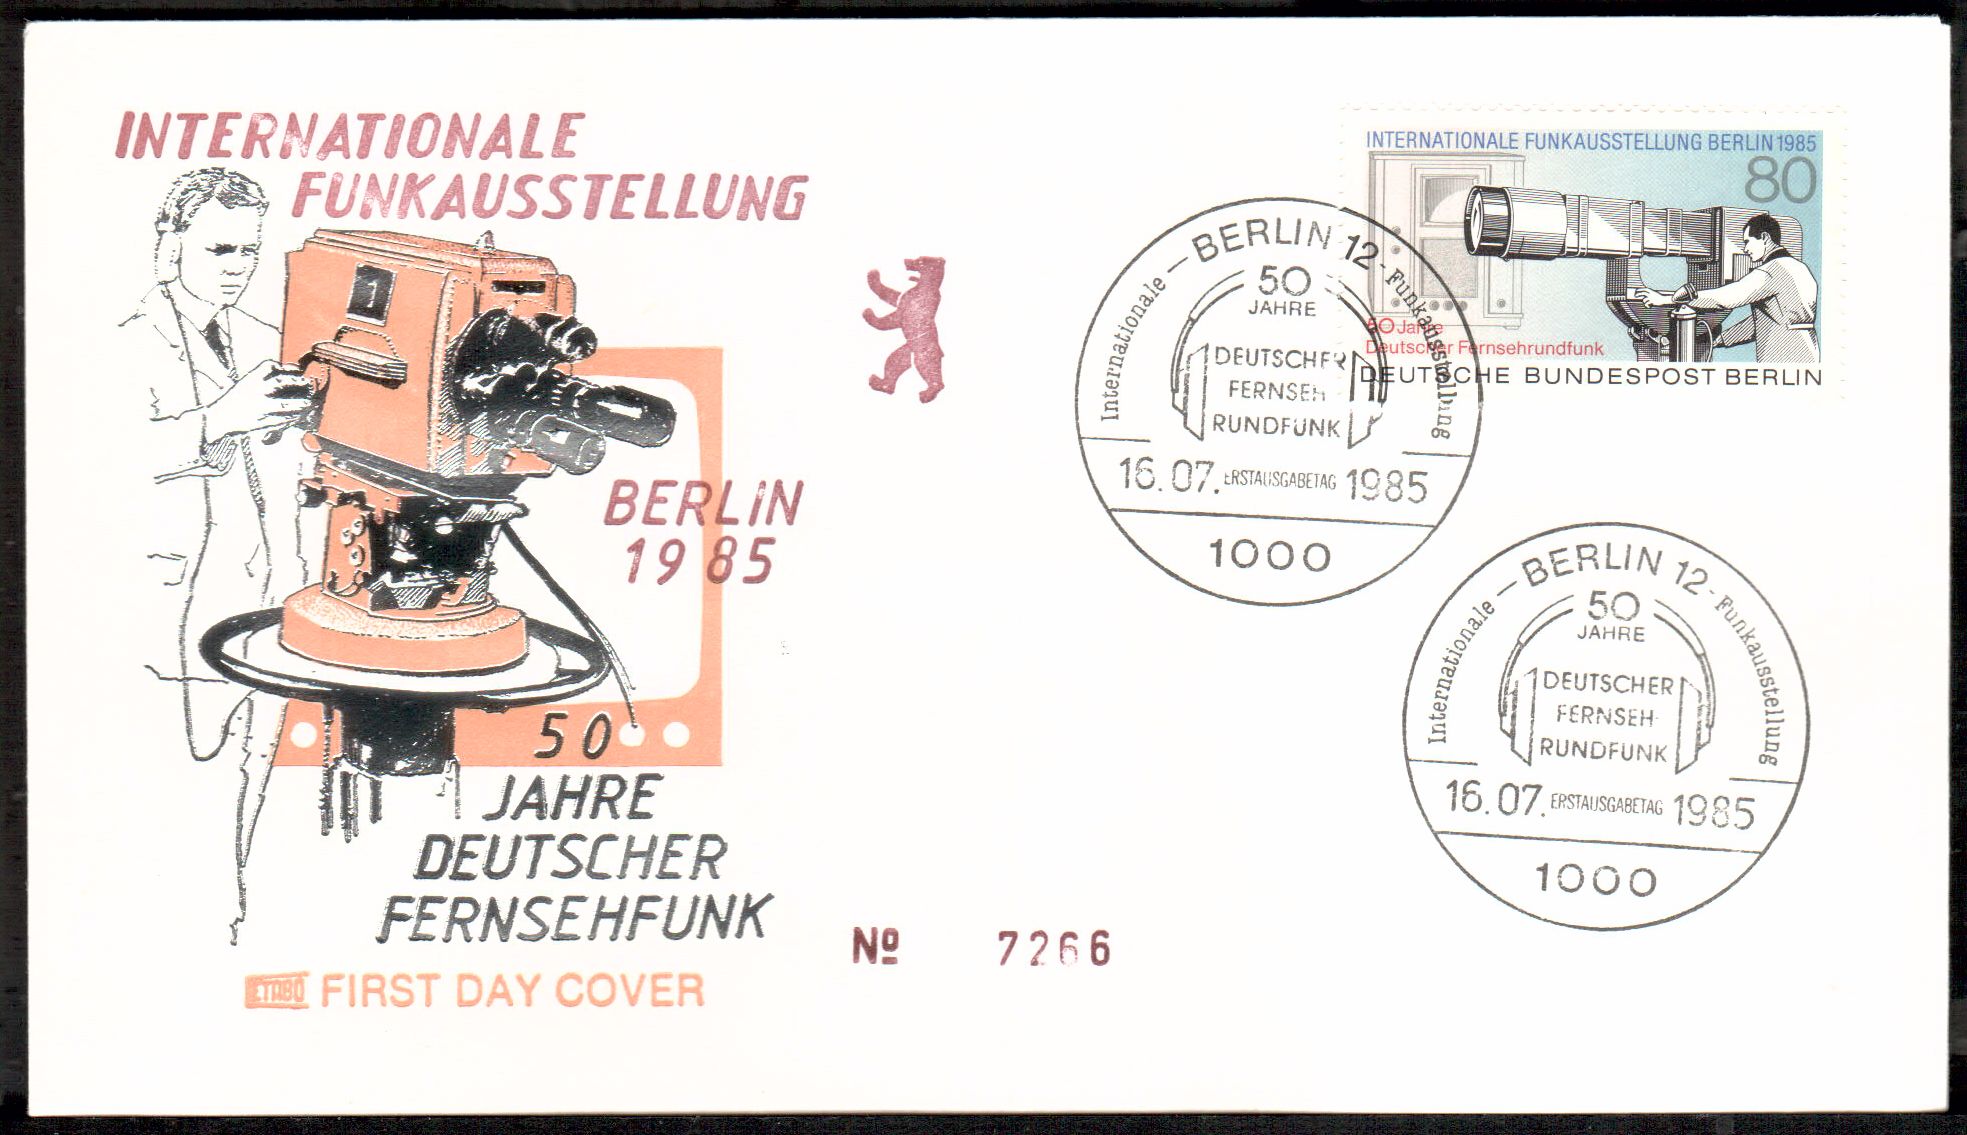 INTERNATIONALE
FUNKAUSSTELLUNG
1
BERLIN
1985
50
JAHRE
DEUTSCHER
FERNSEHFUNK
ETABÖ FIRST DAY COVER
Nº 7266
INTERNATIONALE FUNKAUSSTELLUNG BERLIN 1985
80
50 Jahre
Deutscher Fernsehrundfunk
DEUTSCHE BUNDESPOST BERLIN
Internationale – BERLIN 12 - Funkausstellung
50
JAHRE
DEUTSCHER
FERNSEH
RUNDFUNK
16.07. ERSTAUSGABETAG 1985
1000
Internationale – BERLIN 12 - Funkausstellung
50
JAHRE
DEUTSCHER
FERNSEH-
RUNDFUNK
16.07. ERSTAUSGABETAG 1985
1000